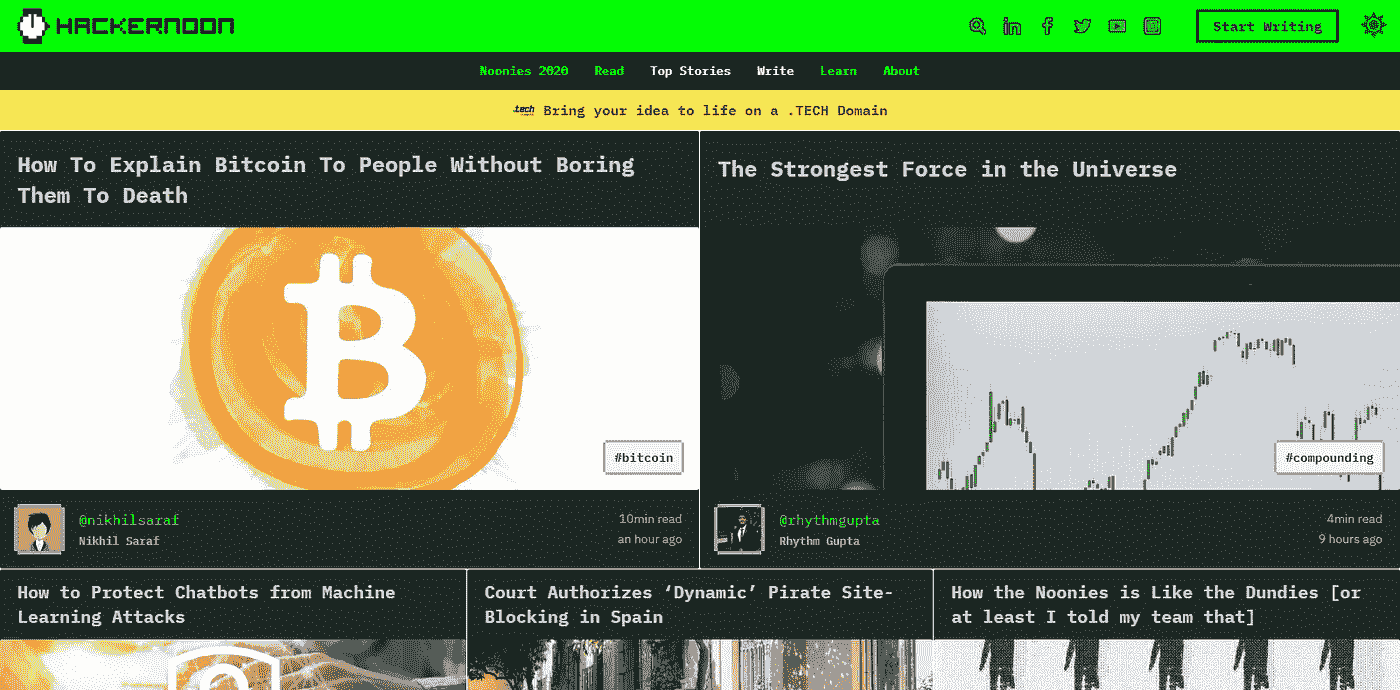 HACKERNOON
Start Writing
Noonies 2020 Read Top Stories Write Learn About
.tech Bring your idea to life on a .TECH Domain
How To Explain Bitcoin To People Without Boring
Them To Death
#bitcoin
@nikhilsaraf
Nikhil Saraf
10min read
an hour ago
The Strongest Force in the Universe
#compounding
@rhythmgupta
Rhythm Gupta
4min read
9 hours ago
How to Protect Chatbots from Machine
Learning Attacks
Court Authorizes ‘Dynamic’ Pirate Site-
Blocking in Spain
How the Noonies is Like the Dundies [or
at least I told my team that]